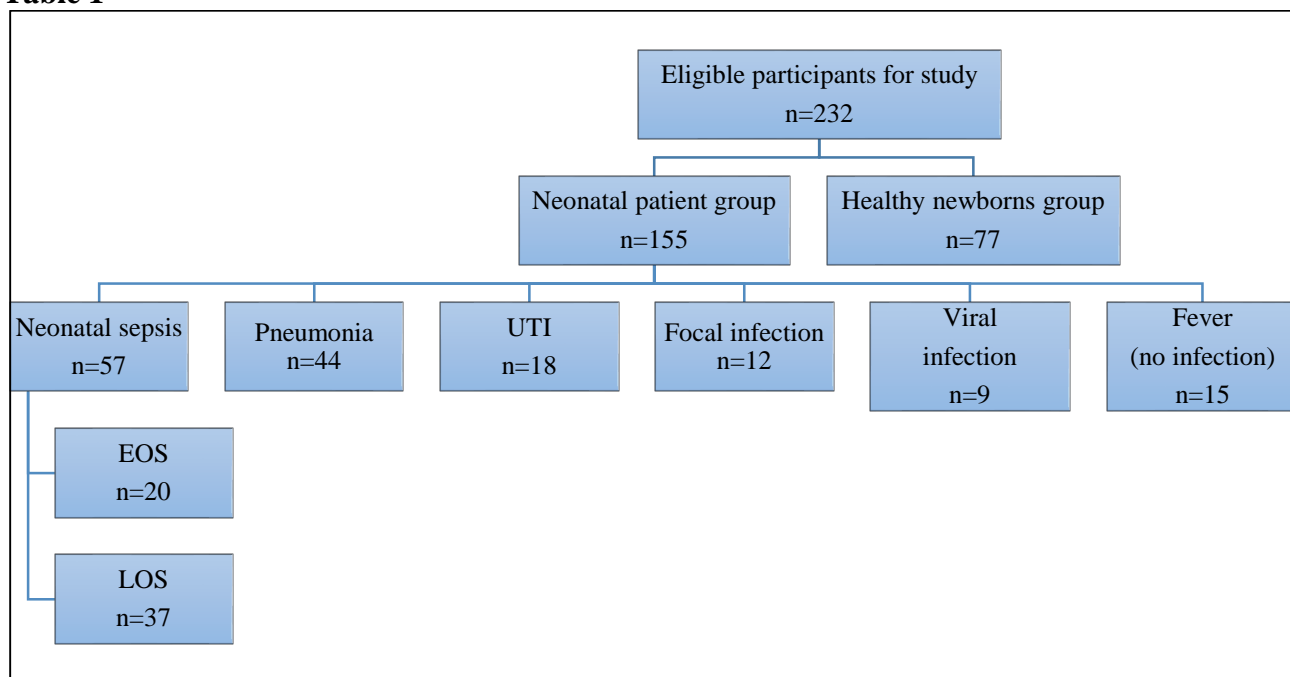 Table 1
Eligible participants for study
n=232
Neonatal patient group
n=155
Healthy newborns group
n=77
Neonatal sepsis
n=57
Pneumonia
n=44
UTI
n=18
Focal infection
n=12
Viral
infection
n=9
Fever
(no infection)
n=15
EOS
n=20
LOS
n=37